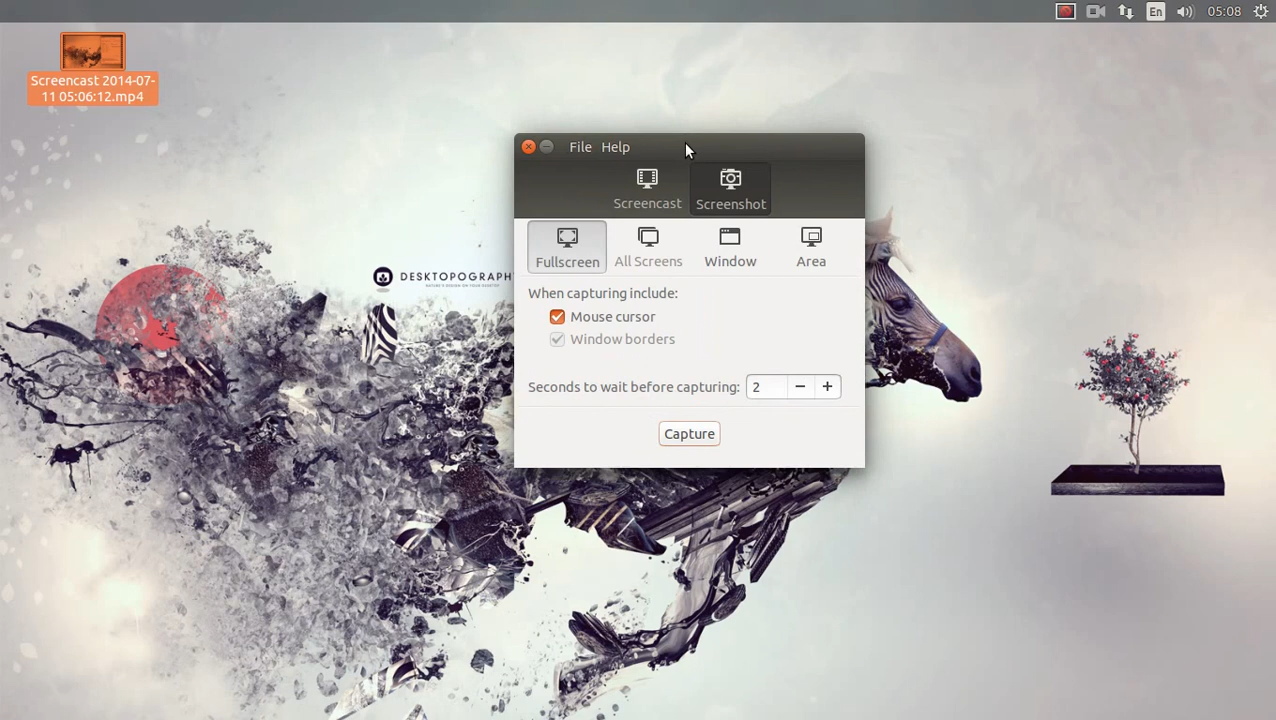 En
05:08
Screencast 2014-07-
11 05:06:12.mp4
File Help
Screencast
Screenshot
Fullscreen
All Screens
Window
Area
DESKTOPOGRAPH
When capturing include:
Mouse cursor
Window borders
Seconds to wait before capturing: 2
Capture